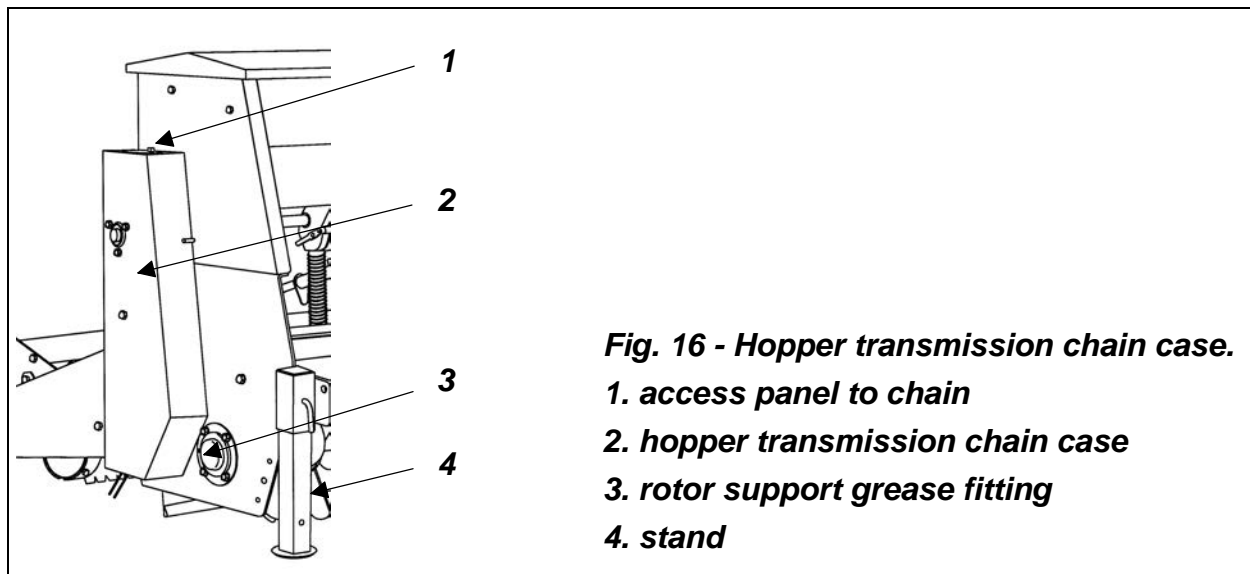 1
2
3
4
Fig. 16 - Hopper transmission chain case.
1. access panel to chain
2. hopper transmission chain case
3. rotor support grease fitting
4. stand